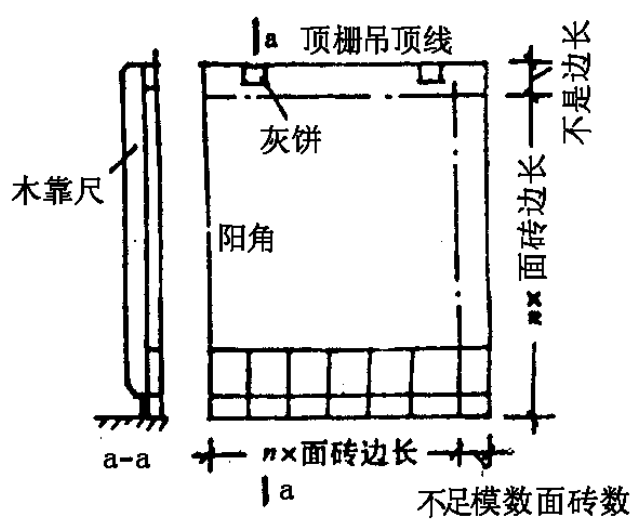 a 顶栅吊顶线
灰饼
木靠尺
阳角
不是边长
n×面砖边长
n×面砖边长
a-a
a
不足模数面砖数